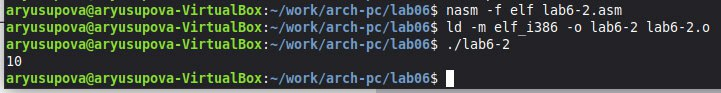 aryusupova@aryusupova-VirtualBox:~/work/arch-pc/lab06$ nasm -f elf lab6-2.asm
aryusupova@aryusupova-VirtualBox:~/work/arch-pc/lab06$ ld -m elf_i386 -o lab6-2 lab6-2.o
aryusupova@aryusupova-VirtualBox:~/work/arch-pc/lab06$ ./lab6-2
10
aryusupova@aryusupova-VirtualBox:~/work/arch-pc/lab06$